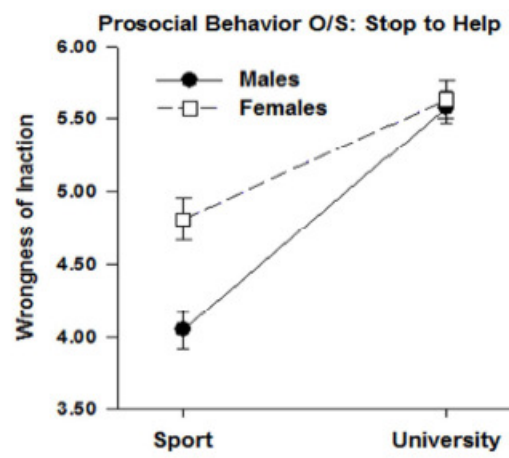 Prosocial Behavior O/S: Stop to Help
6.00
Males
Females
5.50
5.00
4.50
4.00
3.50
Wrongness of Inaction
Sport University